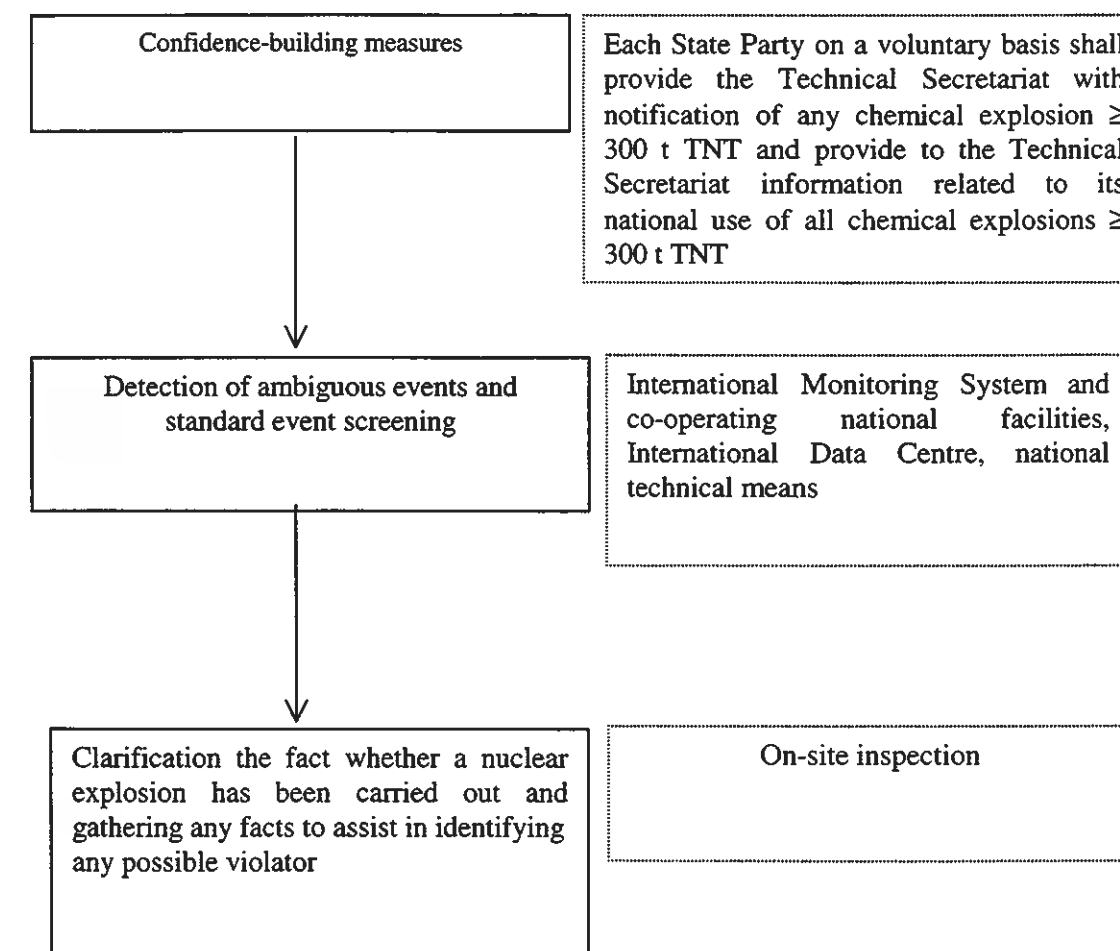 Confidence-building measures
Each State Party on a voluntary basis shall
provide the Technical Secretariat with
notification of any chemical explosion ≥
300 t TNT and provide to the Technical
Secretariat information related to its
national use of all chemical explosions ≥
300 t TNT
Detection of ambiguous events and
standard event screening
International Monitoring System and
co-operating national facilities,
International Data Centre, national
technical means
Clarification the fact whether a nuclear
explosion has been carried out and
gathering any facts to assist in identifying
any possible violator
On-site inspection